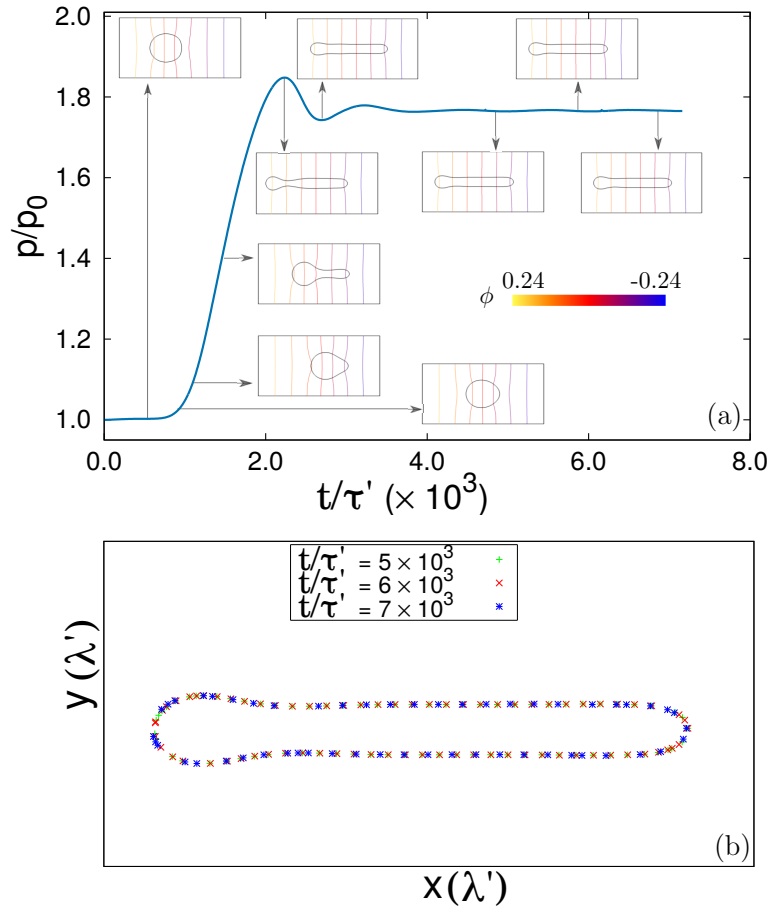 2.0
1.8
1.6
1.4
1.2
1.0
p/p₀
ϕ
0.24
-0.24
(a)
0.0 2.0 4.0 6.0 8.0
t/τ' (× 10³)
t/τ' = 5 × 10³
t/τ' = 6 × 10³
t/τ' = 7 × 10³
y (λ')
(b)
x (λ')